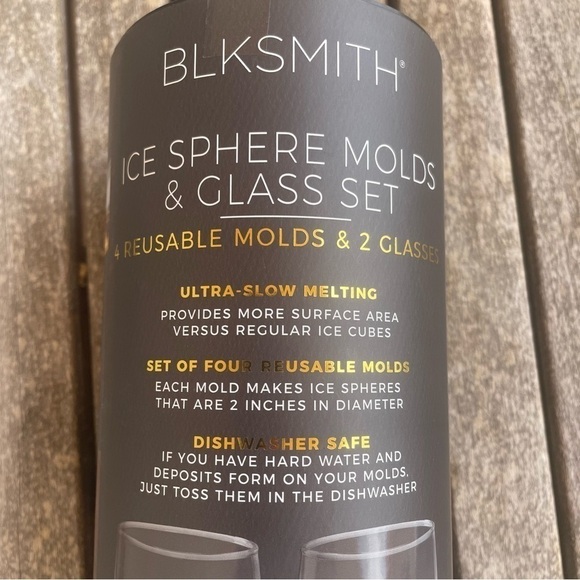 BLKSMITH®
ICE SPHERE MOLDS
& GLASS SET
4 REUSABLE MOLDS & 2 GLASSES
ULTRA-SLOW MELTING
PROVIDES MORE SURFACE AREA
VERSUS REGULAR ICE CUBES
SET OF FOUR REUSABLE MOLDS
EACH MOLD MAKES ICE SPHERES
THAT ARE 2 INCHES IN DIAMETER
DISHWASHER SAFE
IF YOU HAVE HARD WATER AND
DEPOSITS FORM ON YOUR MOLDS.
JUST TOSS THEM IN THE DISHWASHER